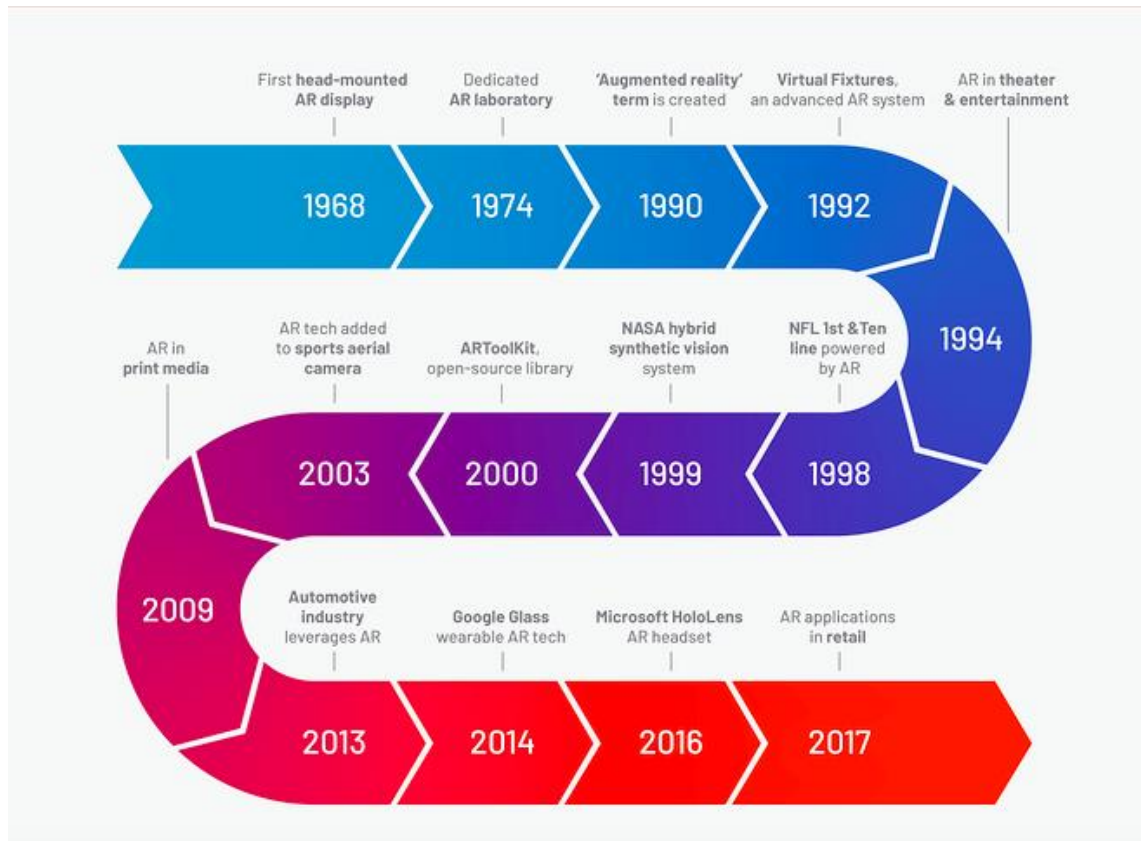 First head-mounted
AR display
Dedicated
AR laboratory
‘Augmented reality’
term is created
Virtual Fixtures,
an advanced AR system
AR in theater
& entertainment
1968
1974
1990
1992
1994
NFL 1st & Ten
line powered
by AR
NASA hybrid
synthetic vision
system
ARToolKit,
open-source library
AR tech added
to sports aerial
camera
AR in
print media
1998
1999
2000
2003
2009
Automotive
industry
leverages AR
Google Glass
wearable AR tech
Microsoft HoloLens
AR headset
AR applications
in retail
2013
2014
2016
2017